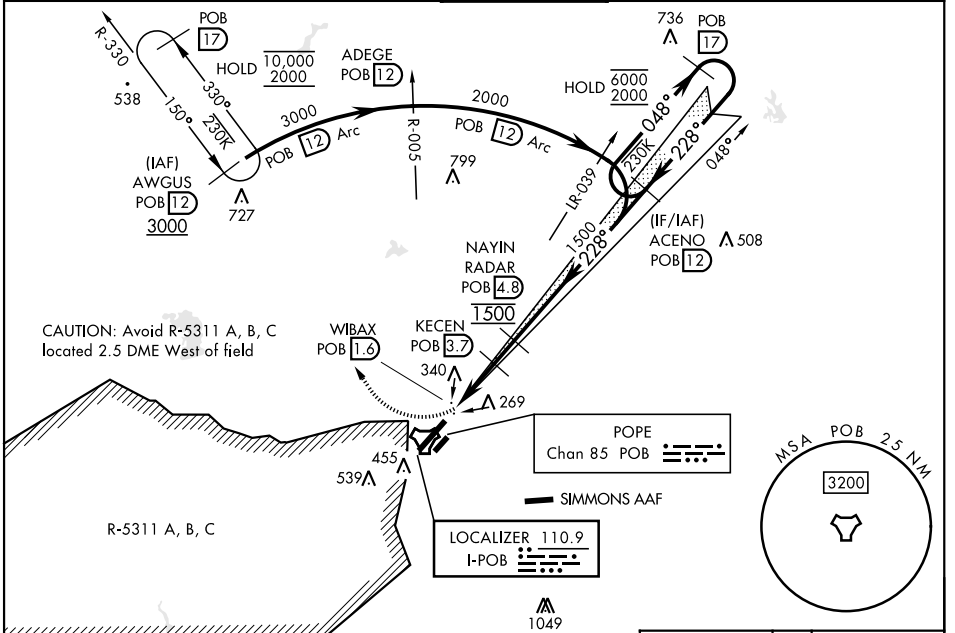 R-330
POB
17
538
150°
330°
230K
HOLD
10,000
2000
ADEGE
POB 12
3000
POB 12 Arc
(IAF)
AWGUS
POB 12
3000
727
R-005
2000
POB 12 Arc
799
736
POB
17
HOLD
6000
2000
048°
230K
228°
048°
LR-039
1500
228°
(IF/IAF)
ACENO
POB 12
508
NAYIN
RADAR
POB 4.8
1500
CAUTION: Avoid R-5311 A, B, C
located 2.5 DME West of field
WIBAX
POB 1.6
KECEN
POB 3.7
340
269
455
539
R-5311 A, B, C
POPE
Chan 85 POB
SIMMONS AAF
LOCALIZER 110.9
I-POB
1049
MSA POB 25 NM
3200